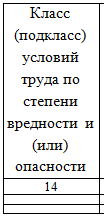 Класс
(подкласс)
условий
труда по
степени
вредности и
(или)
опасности
14